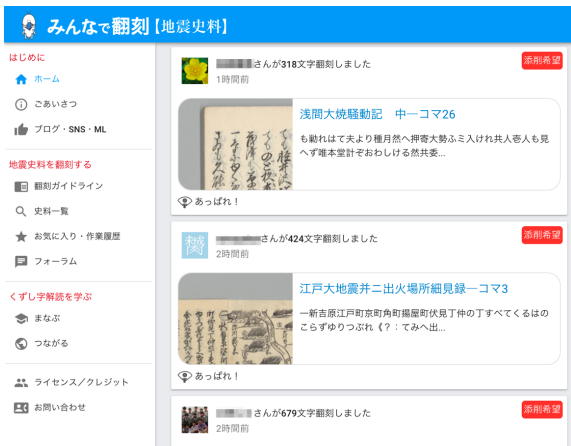 みんなで翻刻【地震史料】
はじめに
ホーム
ごあいさつ
ブログ・SNS・ML
地震史料を翻刻する
翻刻ガイドライン
史料一覧
お気に入り・作業履歴
フォーラム
くずし字解読を学ぶ
まなぶ
つながる
ライセンス／クレジット
お問い合わせ
さんが318文字翻刻しました
添削希望
1時間前
浅間大焼騒動記　中―コマ26
も動れはて夫より種月然へ押寄大勢ふミ入けれ共人壱人も見
へず唯本堂計ぞおわしける然共委...
あっぱれ！
さんが424文字翻刻しました
添削希望
2時間前
江戸大地震并ニ出火場所細見録―コマ3
一新吉原江戸町京町角町揚屋町伏見丁仲の丁すべてくるはの
こらずゆりつぶれ《？：てみへ出...
あっぱれ！
さんが679文字翻刻しました
添削希望
2時間前